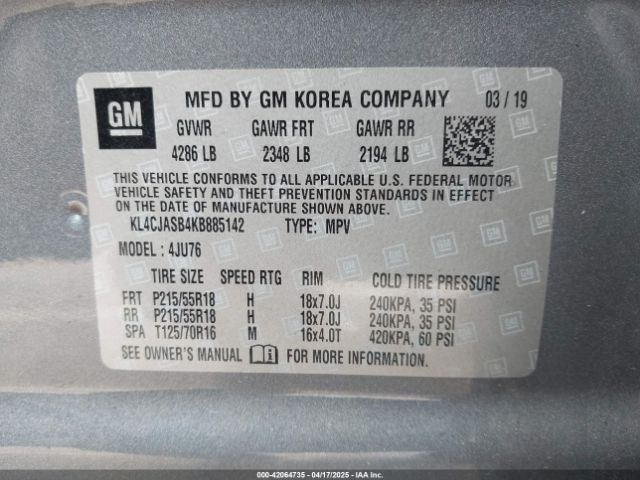 GM MFD BY GM KOREA COMPANY 03 / 19
GVWR GAWR FRT GAWR RR
4286 LB 2348 LB 2194 LB
THIS VEHICLE CONFORMS TO ALL APPLICABLE U.S. FEDERAL MOTOR
VEHICLE SAFETY AND THEFT PREVENTION STANDARDS IN EFFECT
ON THE DATE OF MANUFACTURE SHOWN ABOVE.
KL4CJASB4KB885142 TYPE: MPV
MODEL : 4JU76
TIRE SIZE SPEED RTG RIM COLD TIRE PRESSURE
FRT P215/55R18 H 18x7.0J 240KPA, 35 PSI
RR P215/55R18 H 18x7.0J 240KPA, 35 PSI
SPA T125/70R16 M 16x4.0T 420KPA, 60 PSI
SEE OWNER'S MANUAL FOR MORE INFORMATION.
000-42064735 - 04/17/2025 - IAAI.COM